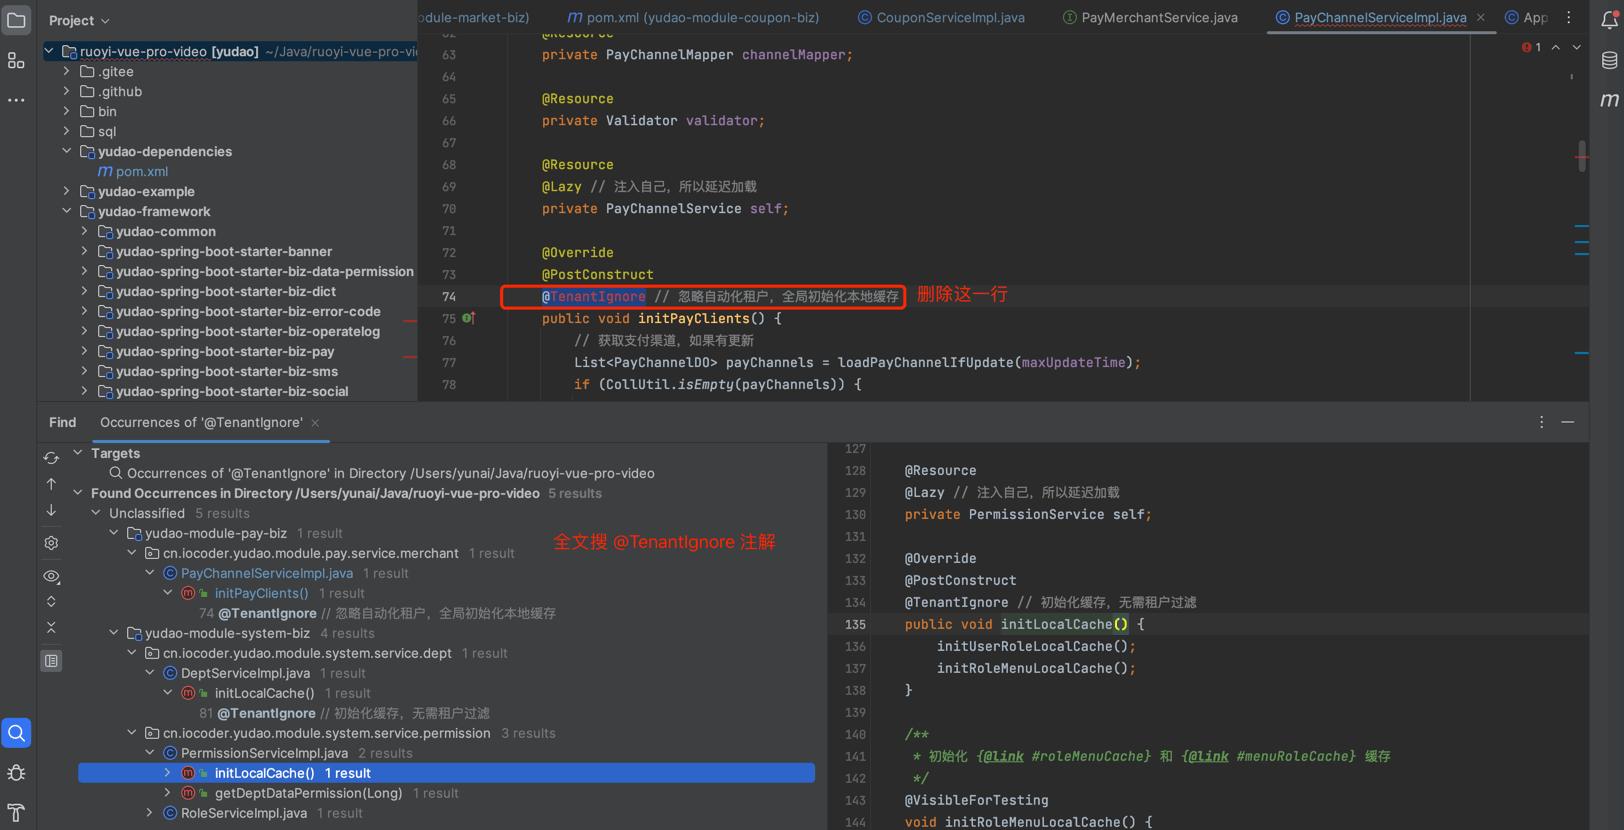 Project
odule-market-biz)
m pom.xml (yudao-module-coupon-biz)
CouponServiceImpl.java
PayMerchantService.java
PayChannelServiceImpl.java
App
ruoyi-vue-pro-video [yudao] ~/Java/ruoyi-vue-pro-vi
.gitee
.github
bin
sql
yudao-dependencies
m pom.xml
yudao-example
yudao-framework
yudao-common
yudao-spring-boot-starter-banner
yudao-spring-boot-starter-biz-data-permission
yudao-spring-boot-starter-biz-dict
yudao-spring-boot-starter-biz-error-code
yudao-spring-boot-starter-biz-operatelog
yudao-spring-boot-starter-biz-pay
yudao-spring-boot-starter-biz-sms
yudao-spring-boot-starter-biz-social
1
62 @Resource
63 private PayChannelMapper channelMapper;
64
65 @Resource
66 private Validator validator;
67
68 @Resource
69 @Lazy // 注入自己，所以延迟加载
70 private PayChannelService self;
71
72 @Override
73 @PostConstruct
74 @TenantIgnore // 忽略自动化租户，全局初始化本地缓存 删除这一行
75 public void initPayClients() {
76 // 获取支付渠道，如果有更新
77 List<PayChannelDO> payChannels = loadPayChannelIfUpdate(maxUpdateTime);
78 if (CollUtil.isEmpty(payChannels)) {
Find Occurrences of '@TenantIgnore'
Targets
Occurrences of '@TenantIgnore' in Directory /Users/yunai/Java/ruoyi-vue-pro-video
Found Occurrences in Directory /Users/yunai/Java/ruoyi-vue-pro-video 5 results
Unclassified 5 results
yudao-module-pay-biz 1 result
全文搜 @TenantIgnore 注解
cn.iocoder.yudao.module.pay.service.merchant 1 result
PayChannelServiceImpl.java 1 result
initPayClients() 1 result
74 @TenantIgnore // 忽略自动化租户，全局初始化本地缓存
yudao-module-system-biz 4 results
cn.iocoder.yudao.module.system.service.dept 1 result
DeptServiceImpl.java 1 result
initLocalCache() 1 result
81 @TenantIgnore // 初始化缓存，无需租户过滤
cn.iocoder.yudao.module.system.service.permission 3 results
PermissionServiceImpl.java 2 results
initLocalCache() 1 result
getDeptDataPermission(Long) 1 result
RoleServiceImpl.java 1 result
127
128 @Resource
129 @Lazy // 注入自己，所以延迟加载
130 private PermissionService self;
131
132 @Override
133 @PostConstruct
134 @TenantIgnore // 初始化缓存，无需租户过滤
135 public void initLocalCache() {
136 initUserRoleLocalCache();
137 initRoleMenuLocalCache();
138 }
139
140 /**
141 * 初始化 {@link #roleMenuCache} 和 {@link #menuRoleCache} 缓存
142 */
143 @VisibleForTesting
144 void initRoleMenuLocalCache() {